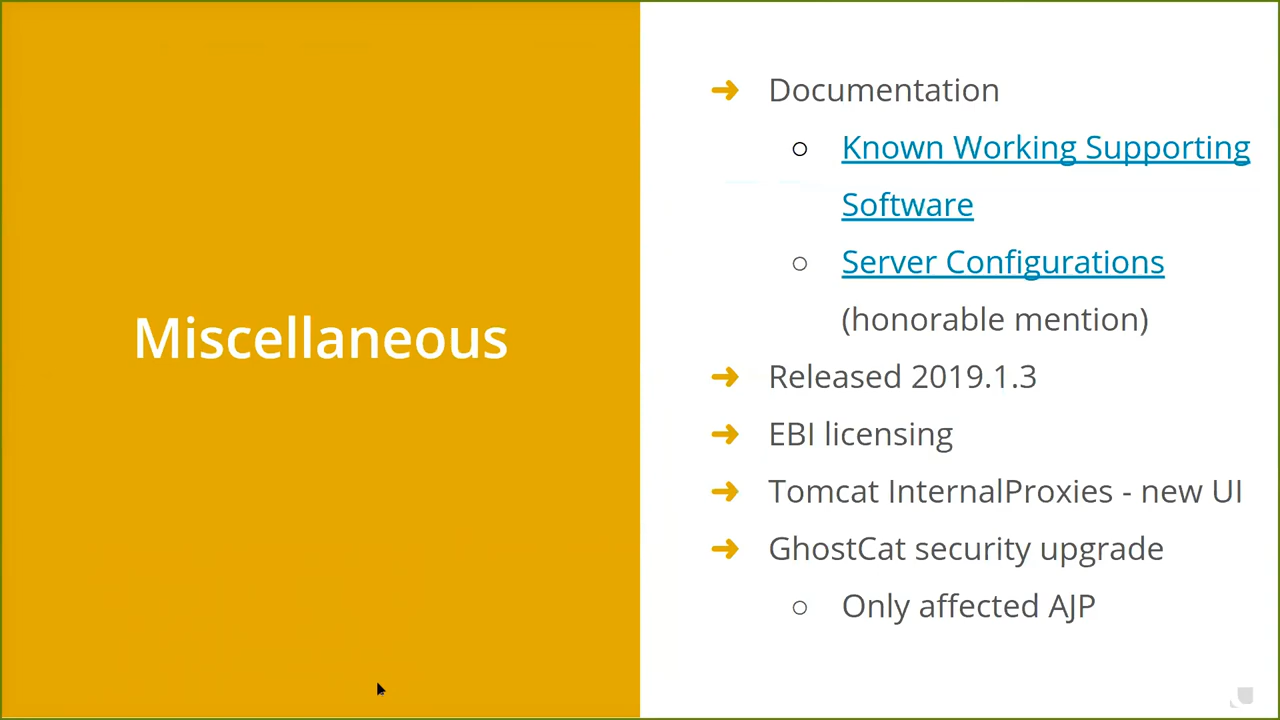 Miscellaneous
Documentation
Known Working Supporting
Software
Server Configurations
(honorable mention)
Released 2019.1.3
EBI licensing
Tomcat InternalProxies - new UI
GhostCat security upgrade
Only affected AJP